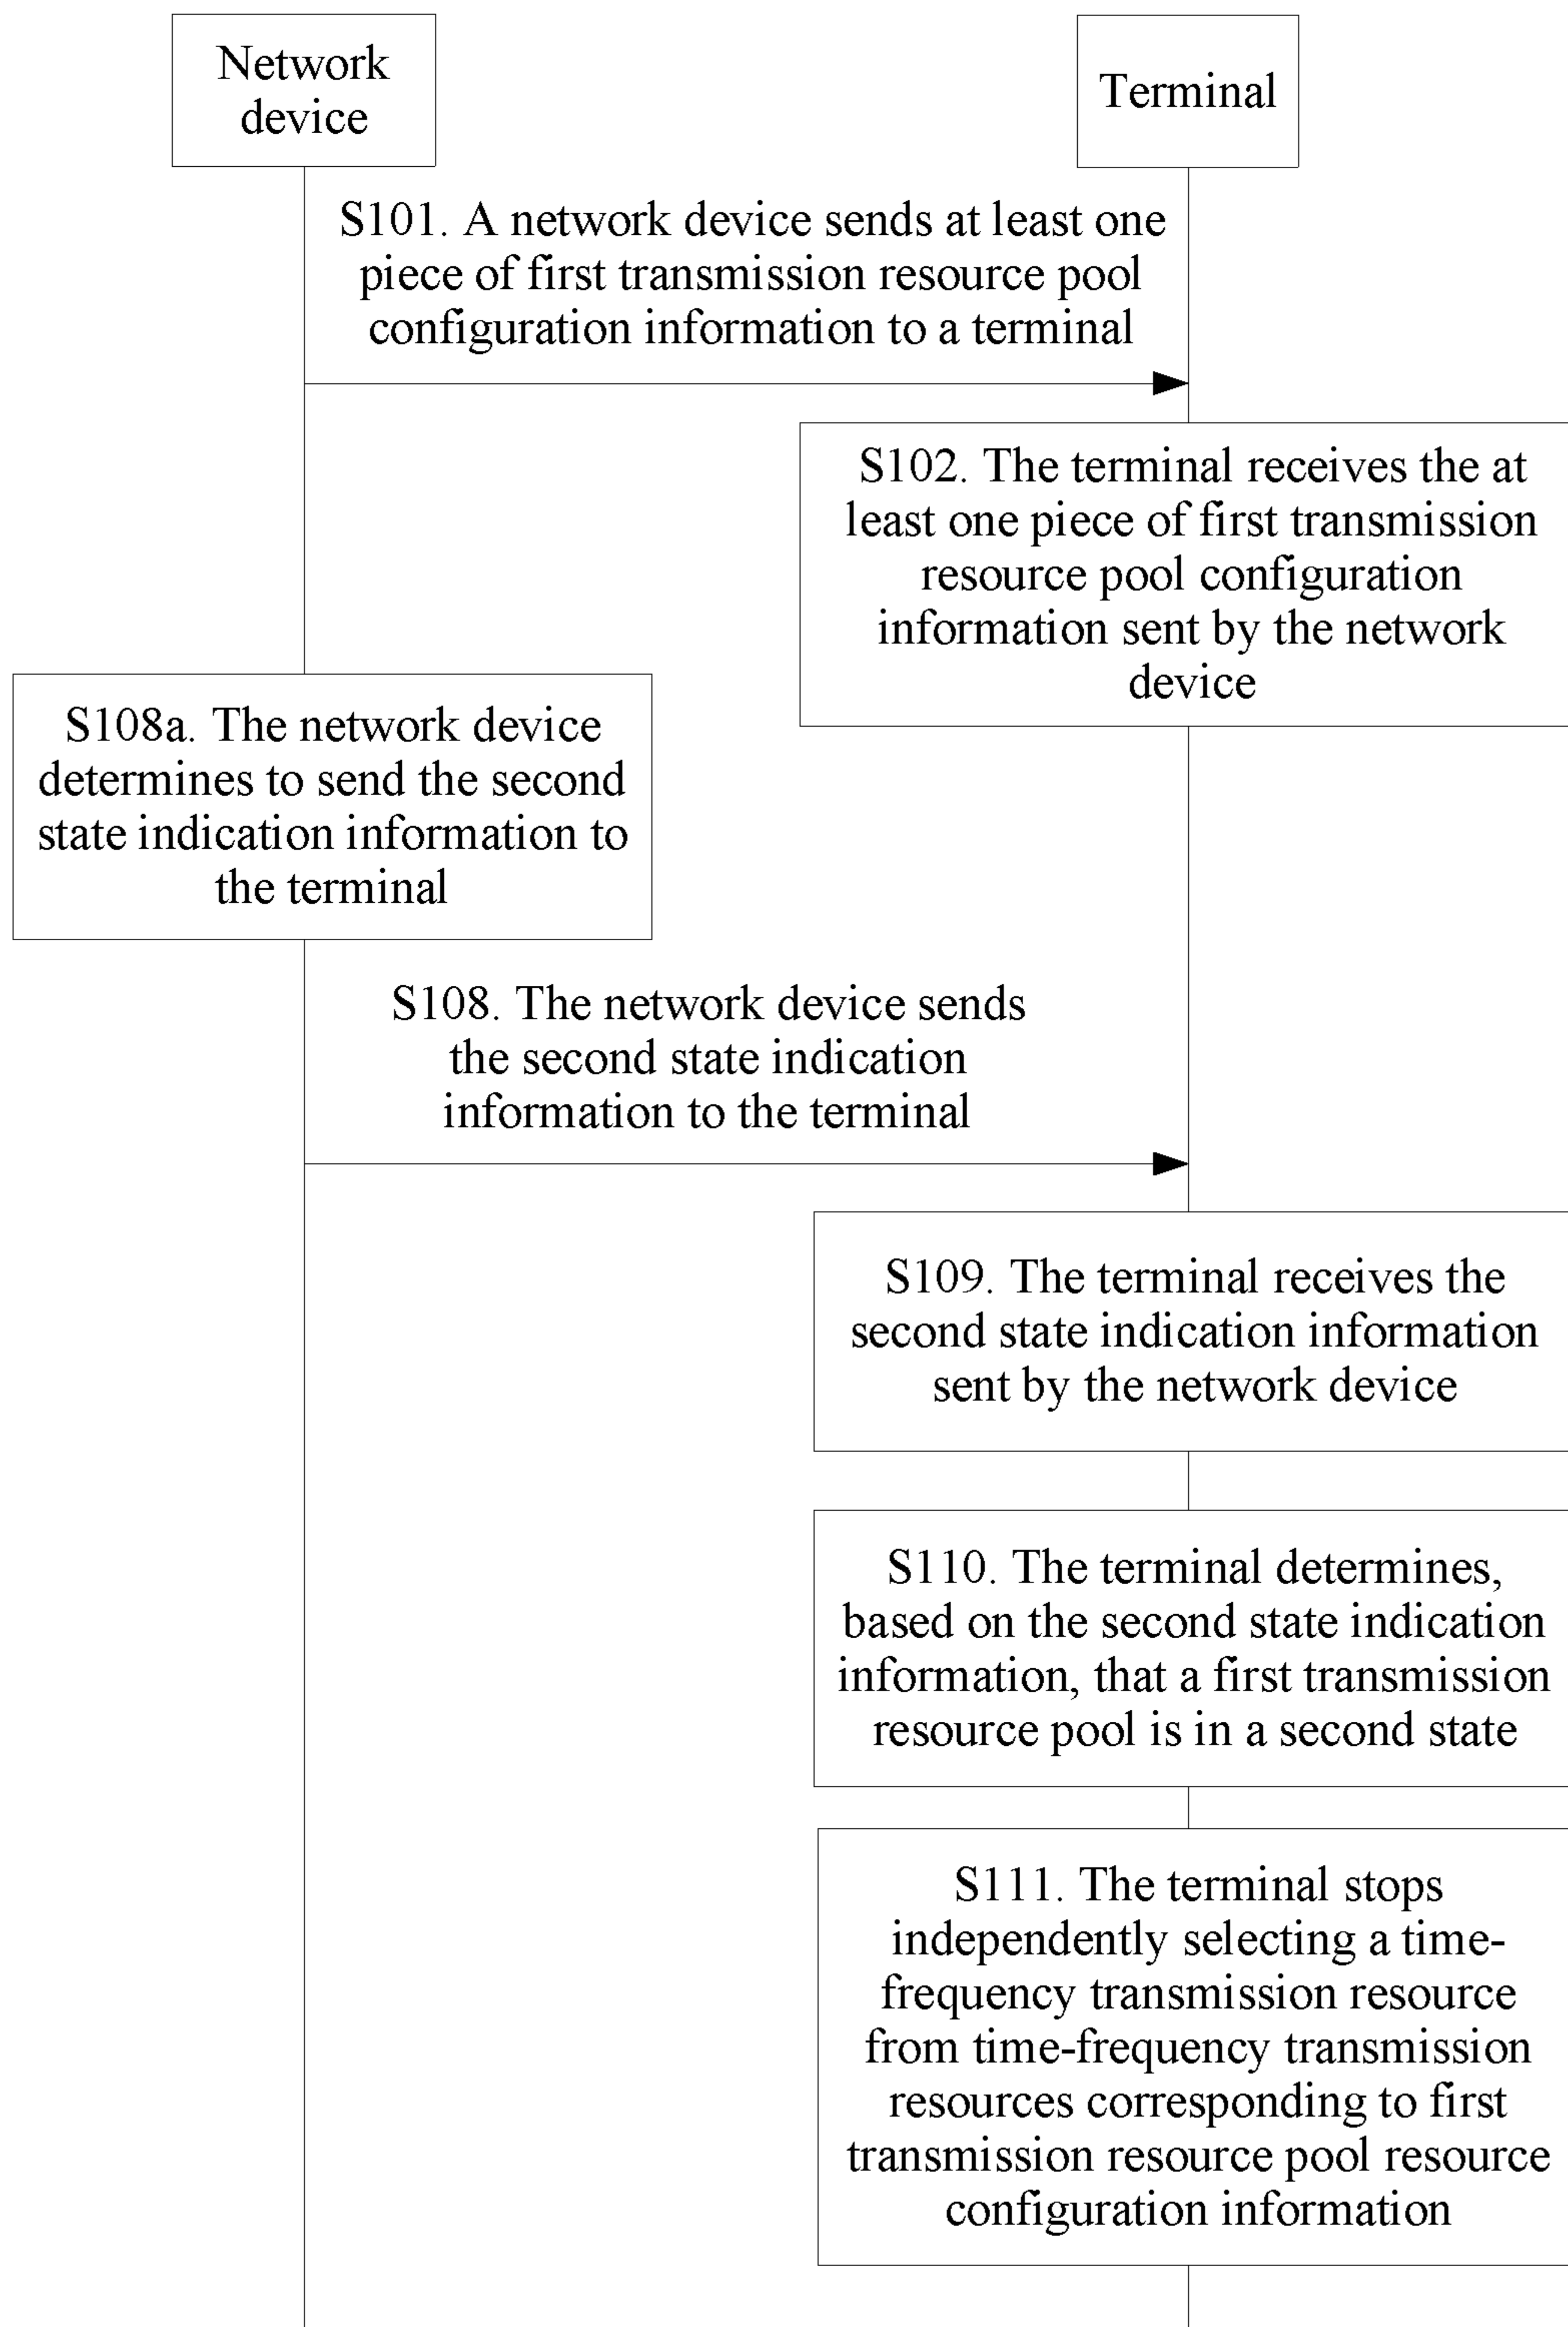 Network
device
Terminal
S101. A network device sends at least one
piece of first transmission resource pool
configuration information to a terminal
S102. The terminal receives the at
least one piece of first transmission
resource pool configuration
information sent by the network
device
S108a. The network device
determines to send the second
state indication information to
the terminal
S108. The network device sends
the second state indication
information to the terminal
S109. The terminal receives the
second state indication information
sent by the network device
S110. The terminal determines,
based on the second state indication
information, that a first transmission
resource pool is in a second state
S111. The terminal stops
independently selecting a time-
frequency transmission resource
from time-frequency transmission
resources corresponding to first
transmission resource pool resource
configuration information